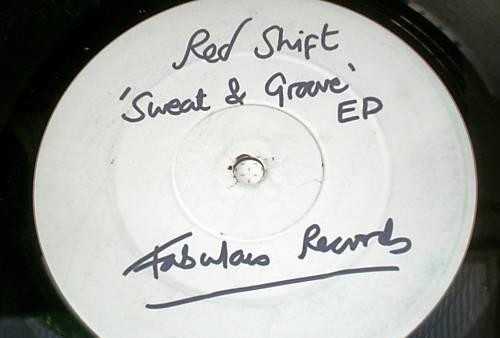 Red Shift
'Sweat & Groove'
EP
Fabulous Records